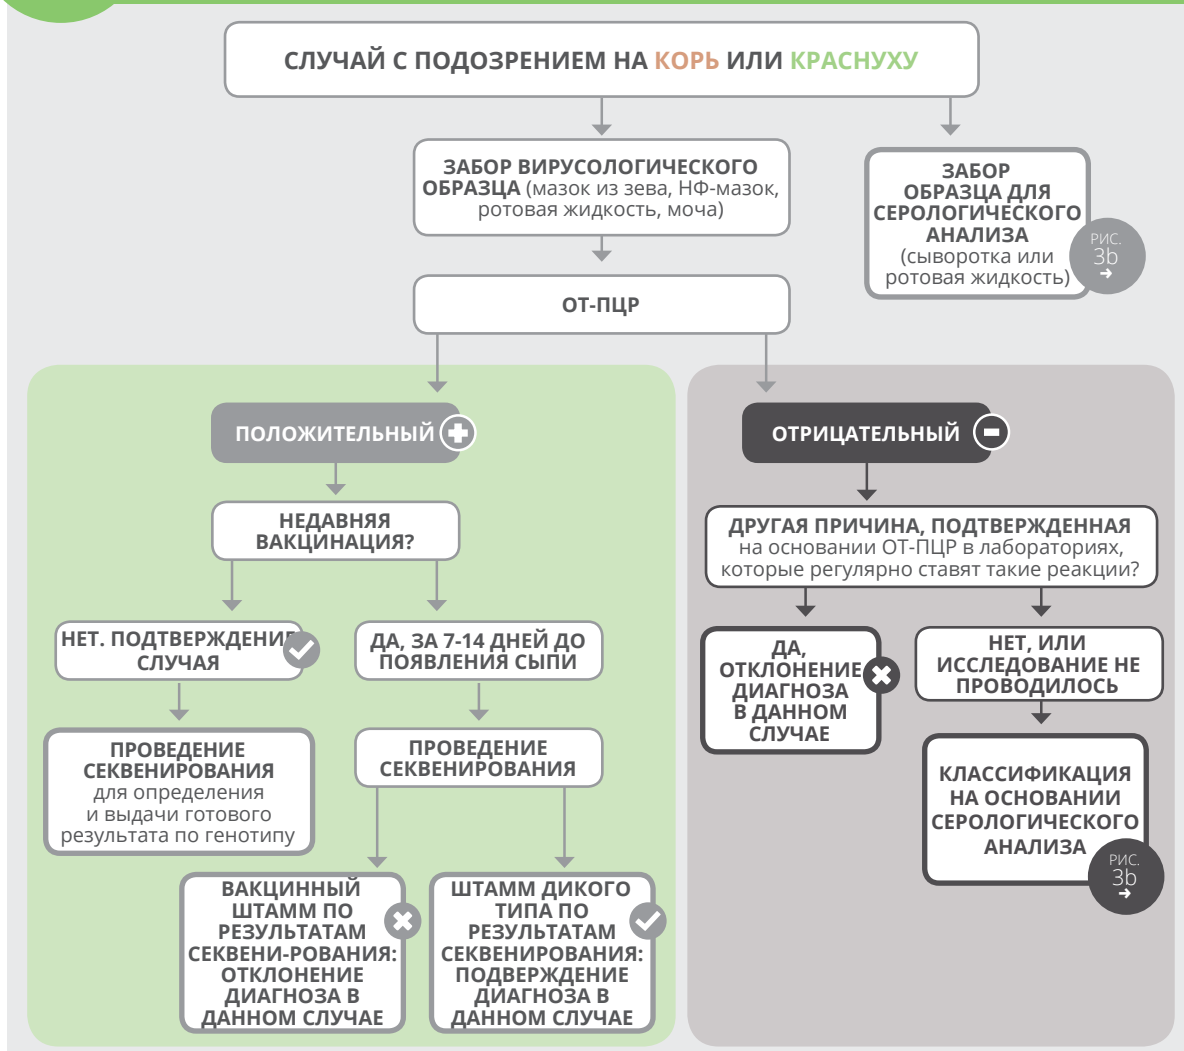 СЛУЧАЙ С ПОДОЗРЕНИЕМ НА КОРЬ ИЛИ КРАСНУХУ
ЗАБОР ВИРУСОЛОГИЧЕСКОГО
ОБРАЗЦА (мазок из зева, НФ-мазок,
ротовая жидкость, моча)
ЗАБОР
ОБРАЗЦА ДЛЯ
СЕРОЛОГИЧЕСКОГО
АНАЛИЗА
(сыворотка или
ротовая жидкость)
РИС.
3b
ОТ-ПЦР
ПОЛОЖИТЕЛЬНЫЙ
НЕДАВНЯЯ
ВАКЦИНАЦИЯ?
НЕТ. ПОДТВЕРЖДЕНИЕ
СЛУЧАЯ
ДА, ЗА 7-14 ДНЕЙ ДО
ПОЯВЛЕНИЯ СЫПИ
ПРОВЕДЕНИЕ
СЕКВЕНИРОВАНИЯ
для определения
и выдачи готового
результата по генотипу
ПРОВЕДЕНИЕ
СЕКВЕНИРОВАНИЯ
ВАКЦИННЫЙ
ШТАММ ПО
РЕЗУЛЬТАТАМ
СЕКВЕНИ-РОВАНИЯ:
ОТКЛОНЕНИЕ
ДИАГНОЗА В
ДАННОМ СЛУЧАЕ
ШТАММ ДИКОГО
ТИПА ПО
РЕЗУЛЬТАТАМ
СЕКВЕНИРОВАНИЯ:
ПОДВЕРЖДЕНИЕ
ДИАГНОЗА В
ДАННОМ СЛУЧАЕ
ОТРИЦАТЕЛЬНЫЙ
ДРУГАЯ ПРИЧИНА, ПОДТВЕРЖДЕННАЯ
на основании ОТ-ПЦР в лабораториях,
которые регулярно ставят такие реакции?
ДА,
ОТКЛОНЕНИЕ
ДИАГНОЗА
В ДАННОМ
СЛУЧАЕ
НЕТ, ИЛИ
ИССЛЕДОВАНИЕ НЕ
ПРОВОДИЛОСЬ
КЛАССИФИКАЦИЯ
НА ОСНОВАНИИ
СЕРОЛОГИЧЕСКОГО
АНАЛИЗА
РИС.
3b